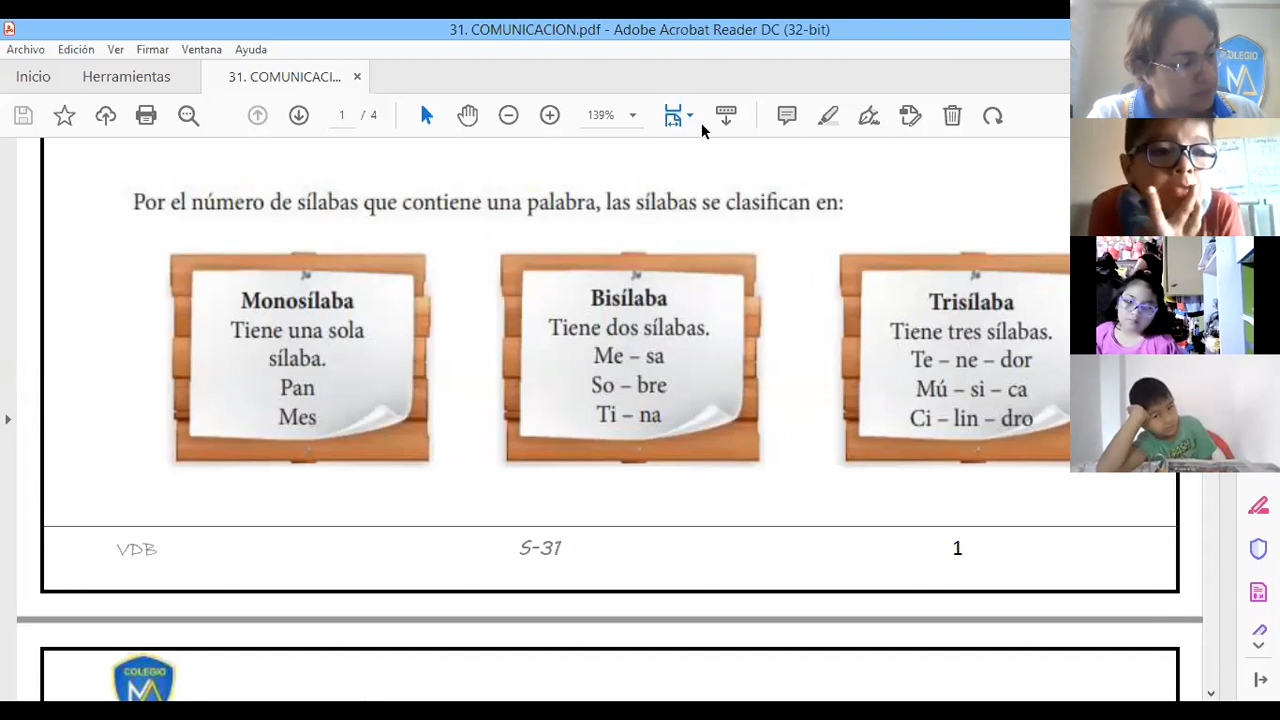 31. COMUNICACION.pdf - Adobe Acrobat Reader DC (32-bit)
Archivo Edición Ver Firmar Ventana Ayuda
Inicio Herramientas 31. COMUNICACI... ×
1 / 4 139%
Por el número de sílabas que contiene una palabra, las sílabas se clasifican en:
Monosílaba
Tiene una sola
sílaba.
Pan
Mes
Bisílaba
Tiene dos sílabas.
Me – sa
So – bre
Ti – na
Trisílaba
Tiene tres sílabas.
Te – ne – dor
Mú – si – ca
Ci – lin – dro
VDB S-31 1
COLEGIO
MA
COLEGIO
MA